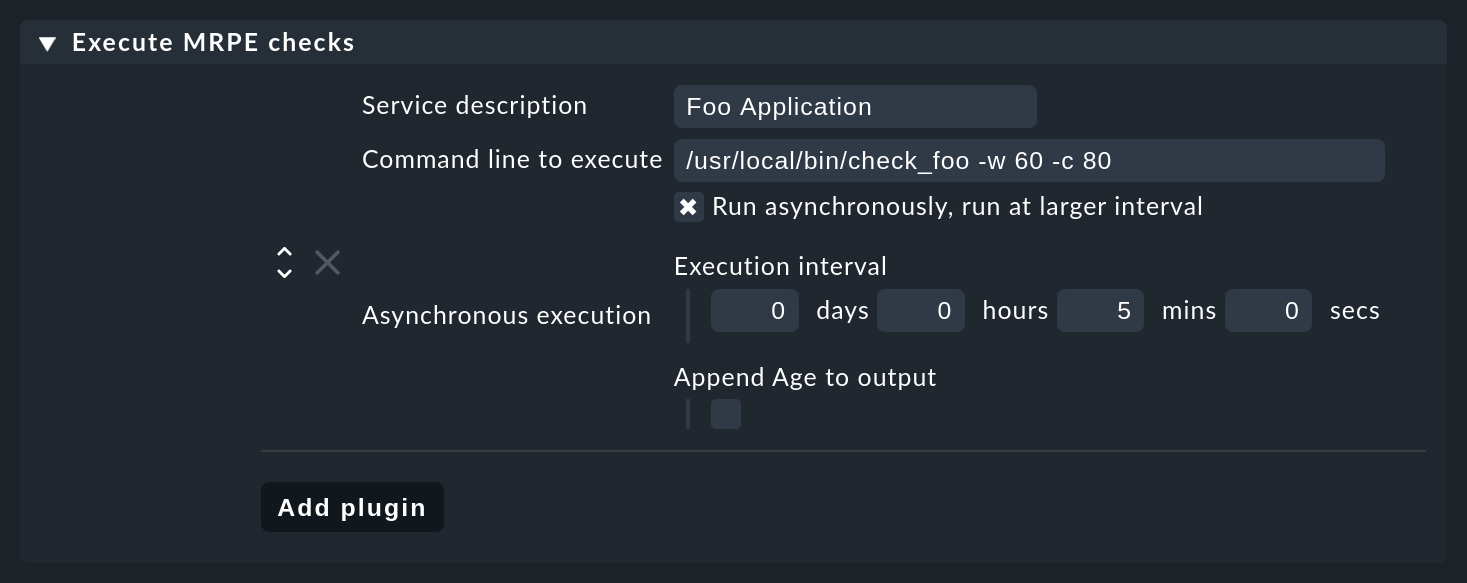 Execute MRPE checks
Service description Foo Application
Command line to execute /usr/local/bin/check_foo -w 60 -c 80
Run asynchronously, run at larger interval
Execution interval
Asynchronous execution 0 days 0 hours 5 mins 0 secs
Append Age to output
Add plugin